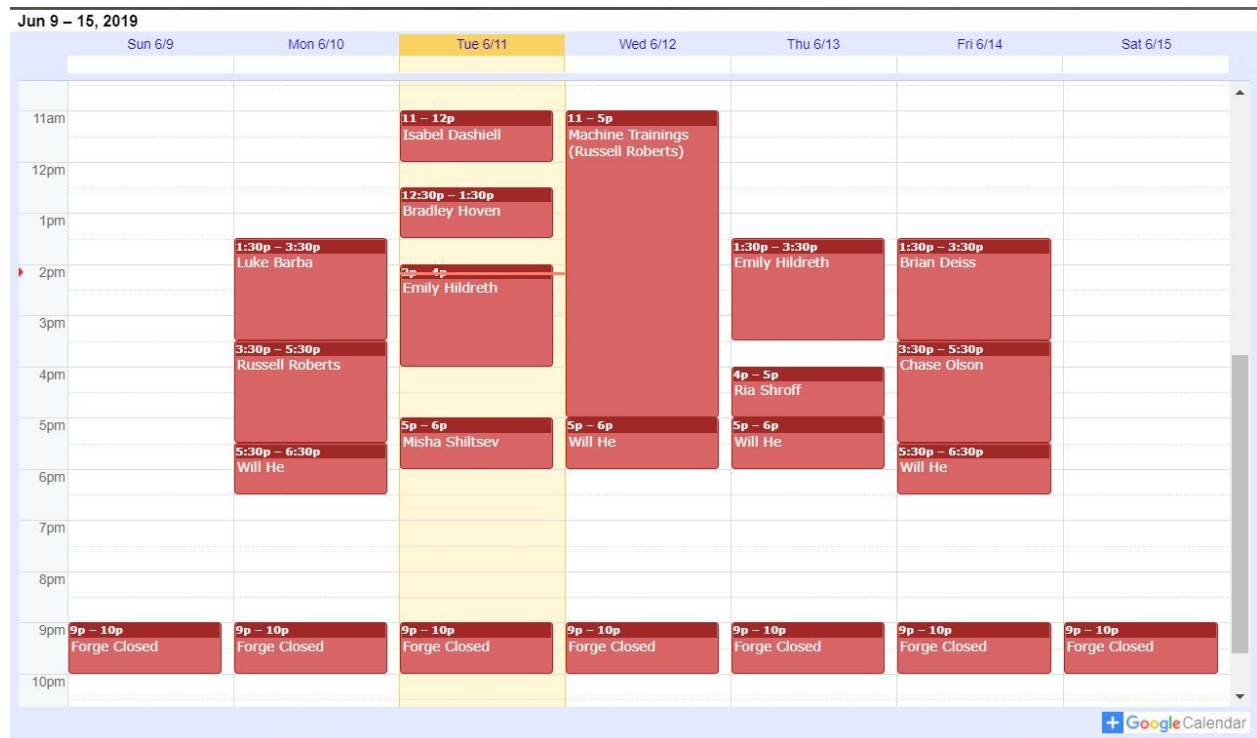 Jun 9 – 15, 2019
Sun 6/9
Mon 6/10
Tue 6/11
Wed 6/12
Thu 6/13
Fri 6/14
Sat 6/15
11am
12pm
1pm
2pm
3pm
4pm
5pm
6pm
7pm
8pm
9pm
10pm
9p – 10p
Forge Closed
1:30p – 3:30p
Luke Barba
3:30p – 5:30p
Russell Roberts
5:30p – 6:30p
Will He
9p – 10p
Forge Closed
11 – 12p
Isabel Dashiell
12:30p – 1:30p
Bradley Hoven
2p – 4p
Emily Hildreth
5p – 6p
Misha Shiltsev
9p – 10p
Forge Closed
11 – 5p
Machine Trainings
(Russell Roberts)
5p – 6p
Will He
9p – 10p
Forge Closed
1:30p – 3:30p
Emily Hildreth
4p – 5p
Ria Shroff
5p – 6p
Will He
9p – 10p
Forge Closed
1:30p – 3:30p
Brian Deiss
3:30p – 5:30p
Chase Olson
5:30p – 6:30p
Will He
9p – 10p
Forge Closed
9p – 10p
Forge Closed
Google Calendar